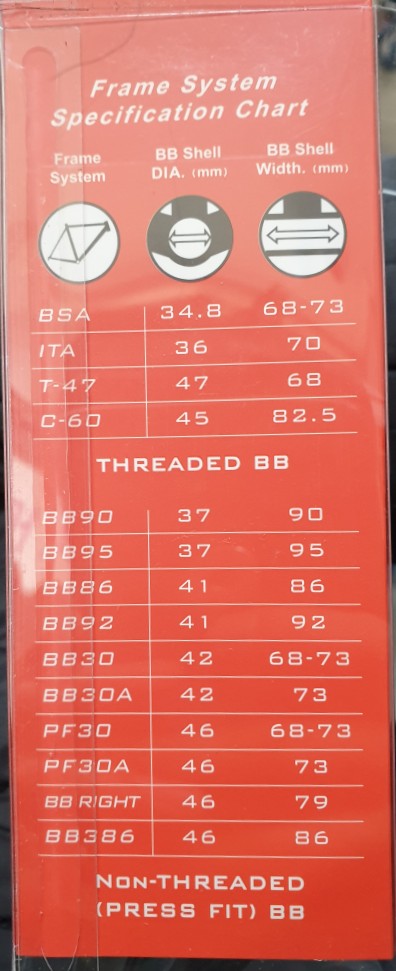 Frame System
Specification Chart
Frame System BB Shell DIA. (mm) BB Shell Width. (mm)
BSA 34.8 68-73
ITA 36 70
T-47 47 68
C-60 45 82.5
THREADED BB
BB90 37 90
BB95 37 95
BB86 41 86
BB92 41 92
BB30 42 68-73
BB30A 42 73
PF30 46 68-73
PF30A 46 73
BB RIGHT 46 79
BB386 46 86
NON-THREADED
(PRESS FIT) BB